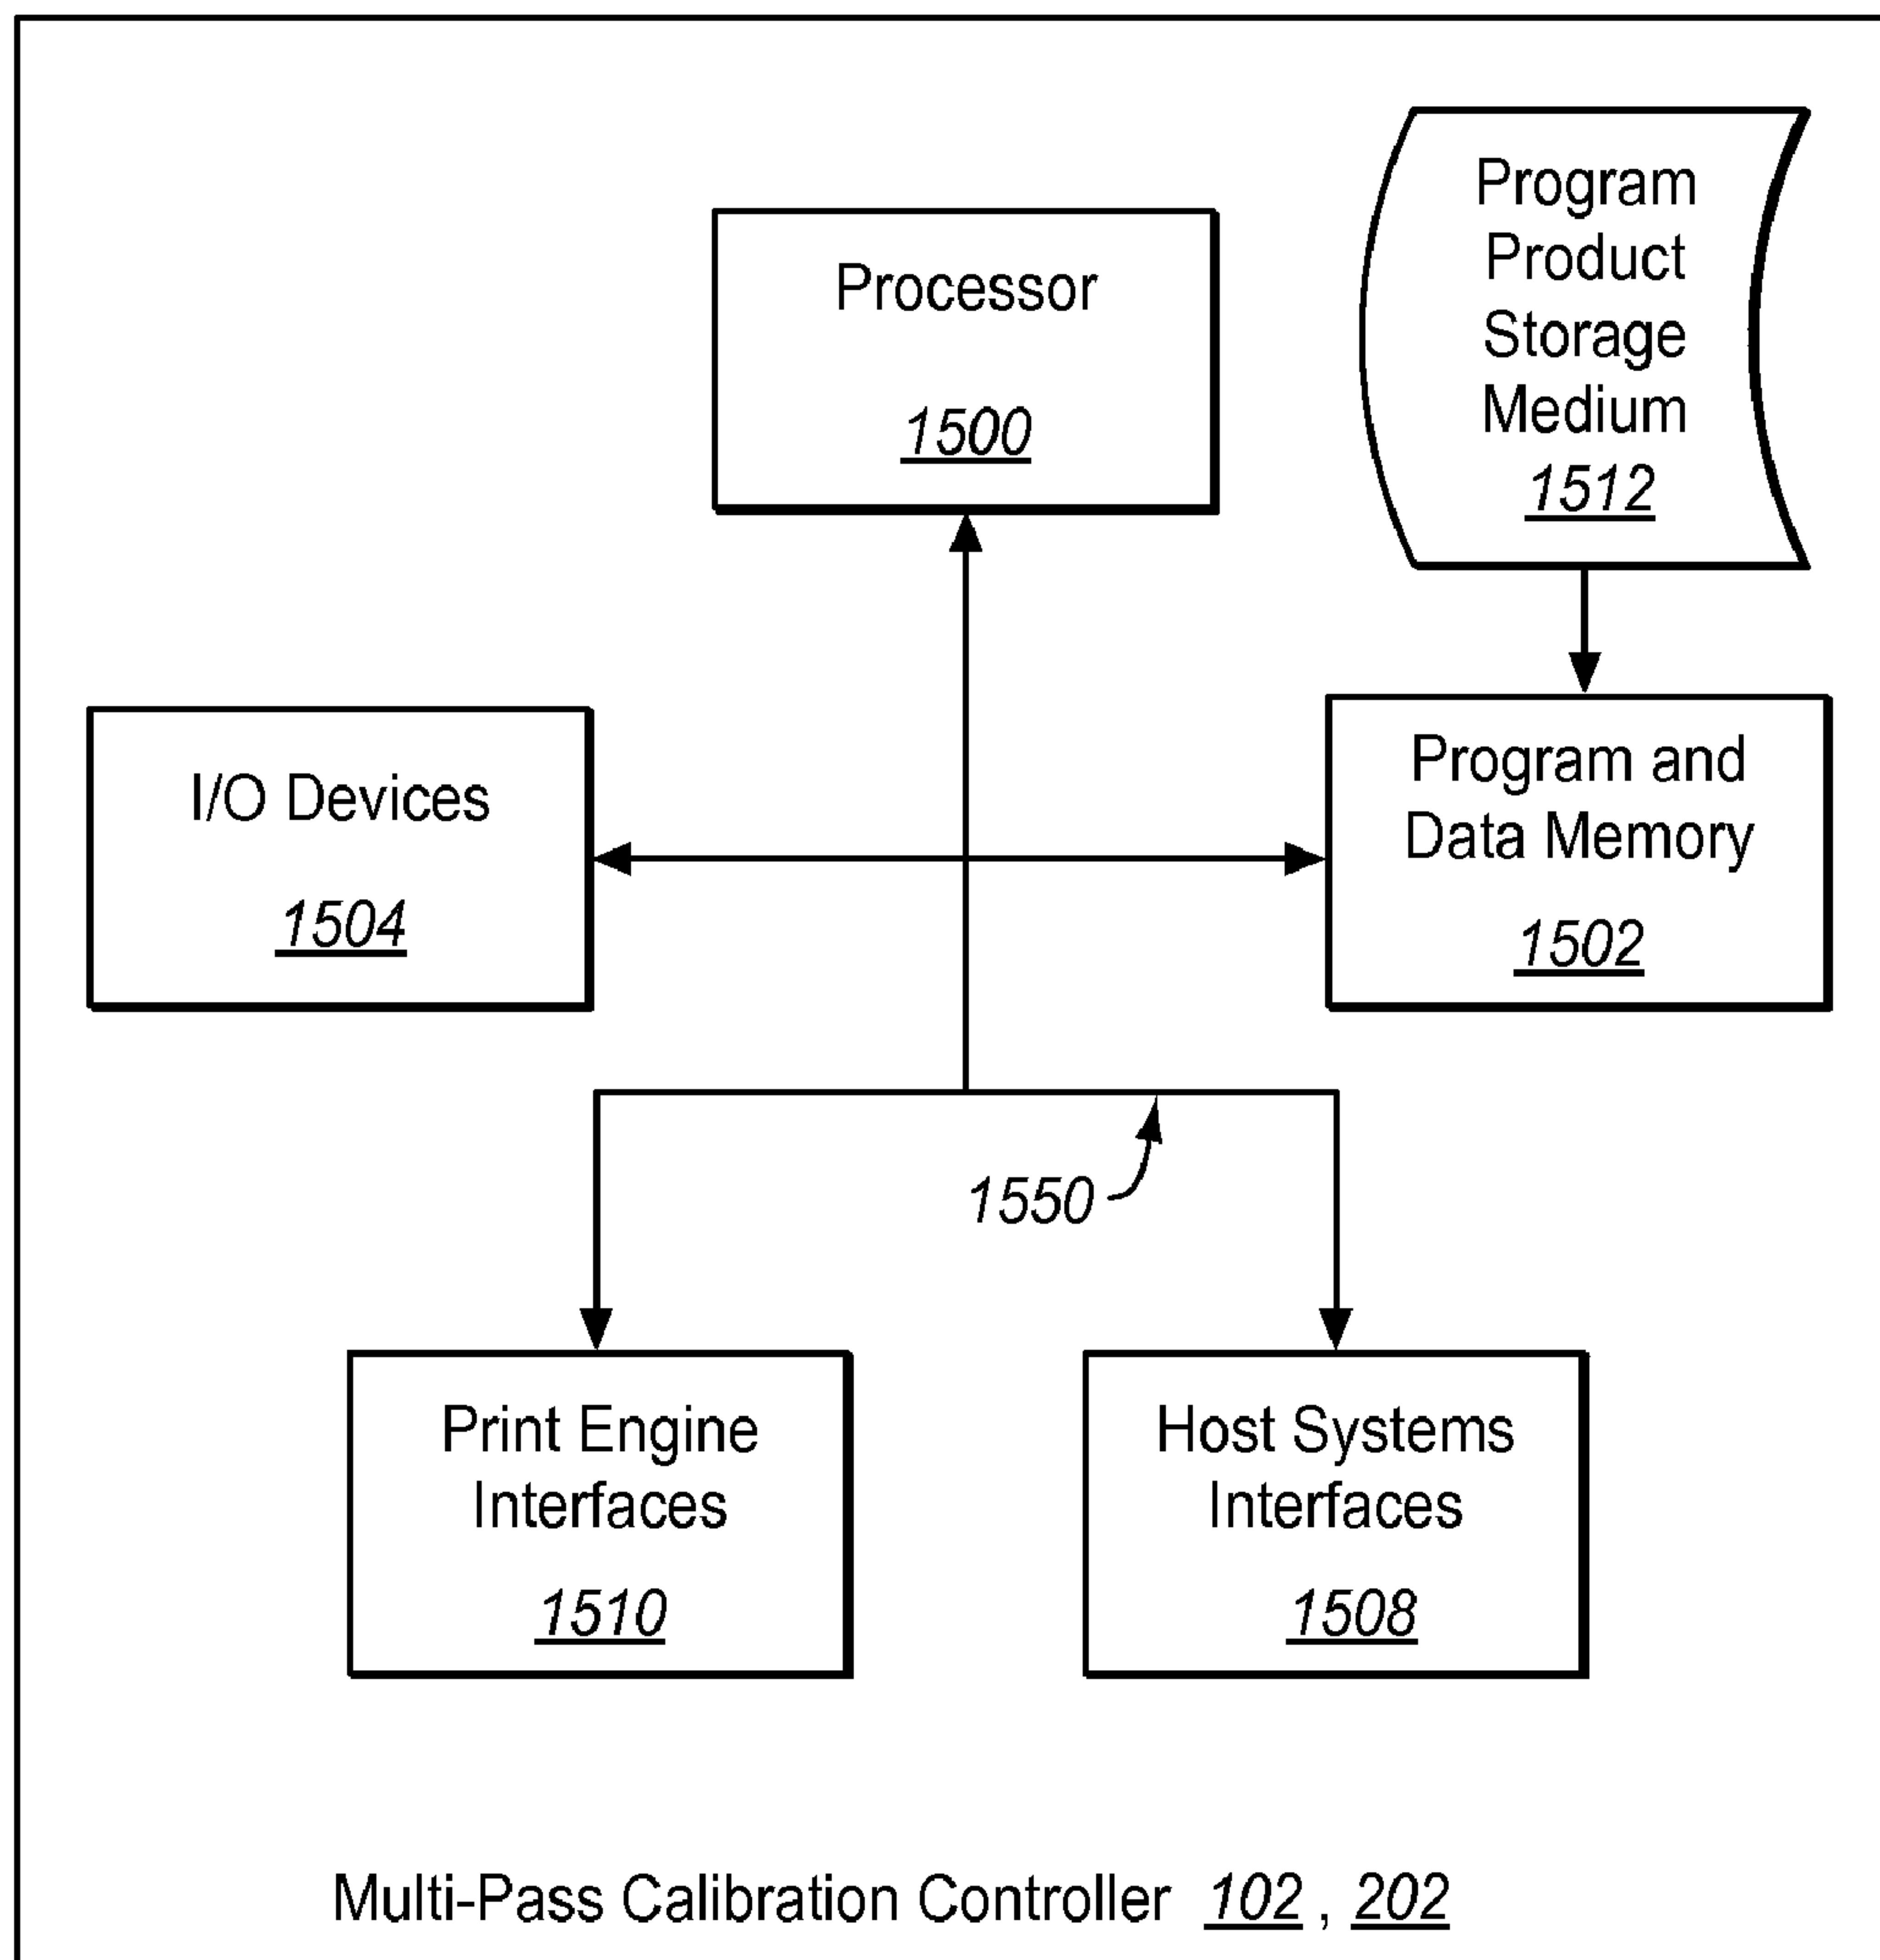 Program
Product
Storage
Medium
1512
Processor
1500
I/O Devices
1504
Program and
Data Memory
1502
1550
Print Engine
Interfaces
1510
Host Systems
Interfaces
1508
Multi-Pass Calibration Controller 102 , 202